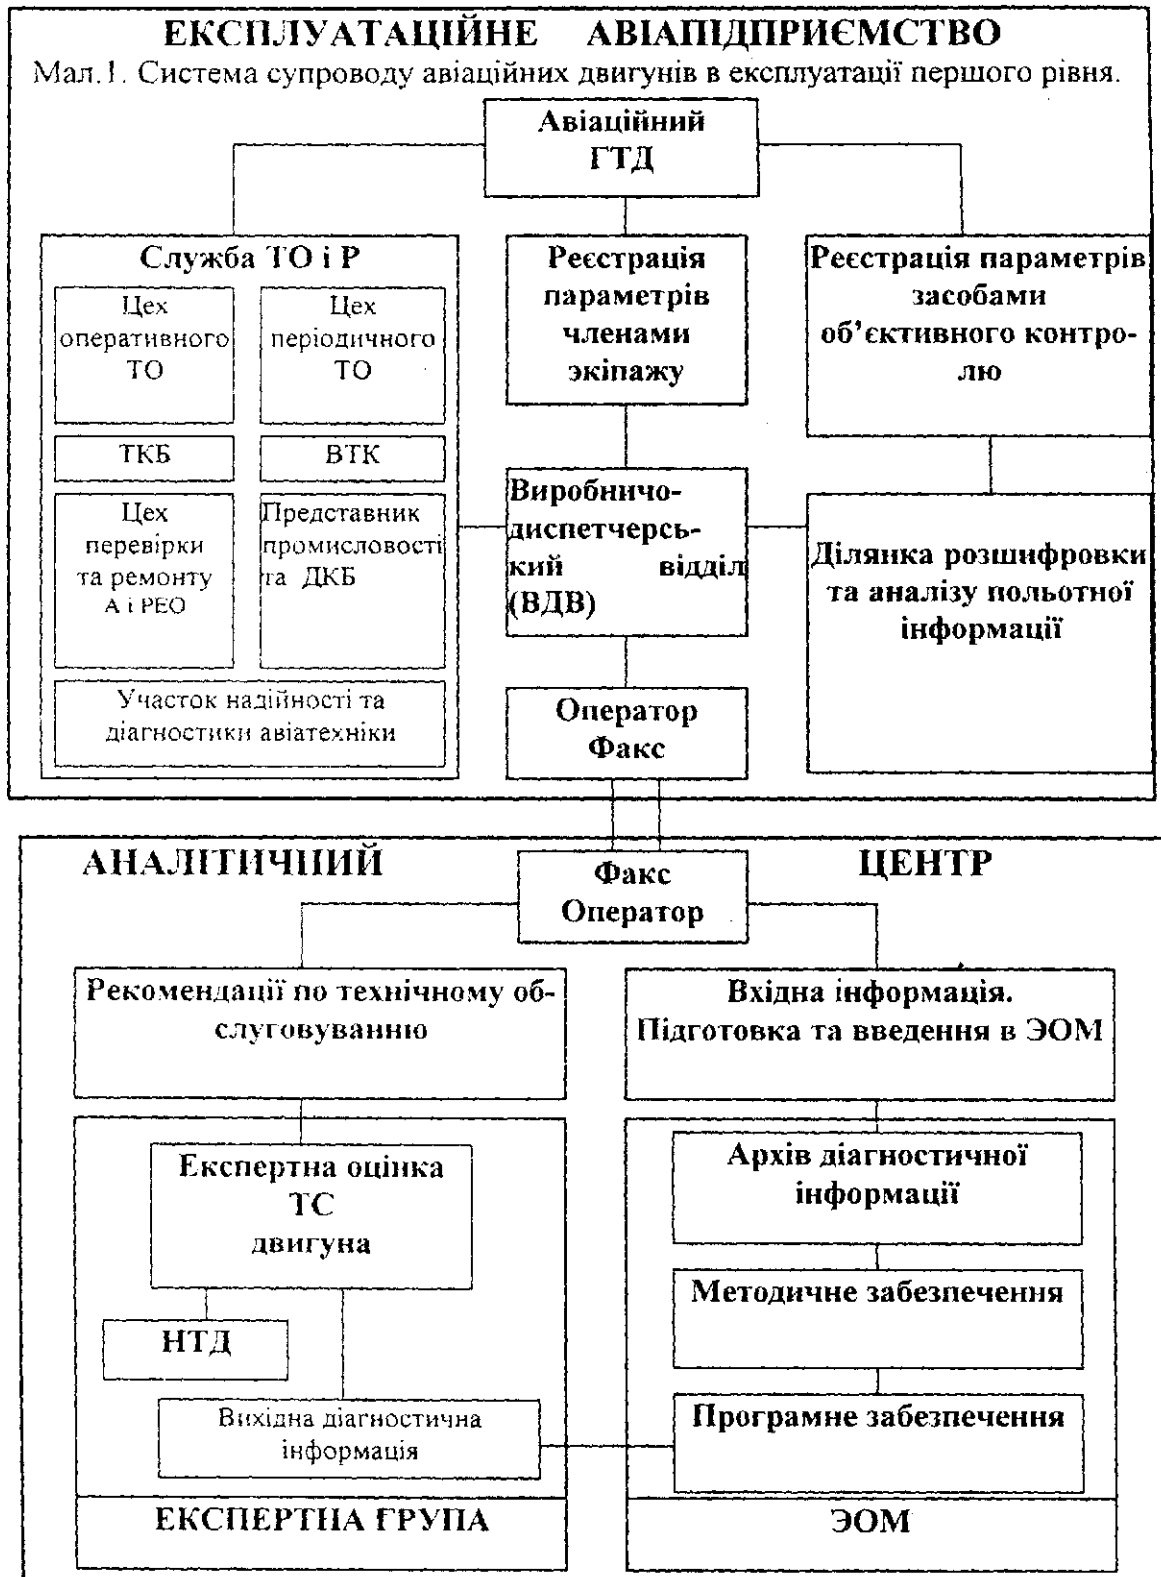 ЕКСПЛУАТАЦІЙНЕ АВІАПІДПРИЄМСТВО
Мал.1. Система супроводу авіаційних двигунів в експлуатації першого рівня.
Авіаційний
ГТД
Служба ТО і Р
Цех
оперативного
ТО
Цех
періодичного
ТО
ТКБ
ВТК
Цех
перевірки
та ремонту
А і РЕО
Представник
промисловості
та ДКБ
Участок надійності та
діагностики авіатехніки
Реєстрація
параметрів
членами
экіпажу
Виробничо-
диспетчерсь-
кий відділ
(ВДВ)
Оператор
Факс
Реєстрація параметрів
засобами
об’єктивного контро-
лю
Ділянка розшифровки
та аналізу польотної
інформації
АНАЛІТИЧНИЙ ЦЕНТР
Факс
Оператор
Рекомендації по технічному об-
слуговуванню
Експертна оцінка
ТС
двигуна
НТД
Вихідна діагностична
інформація
ЕКСПЕРТНА ГРУПА
Вхідна інформація.
Підготовка та введення в ЭОМ
Архів діагностичної
інформації
Методичне забезпечення
Програмне забезпечення
ЭОМ